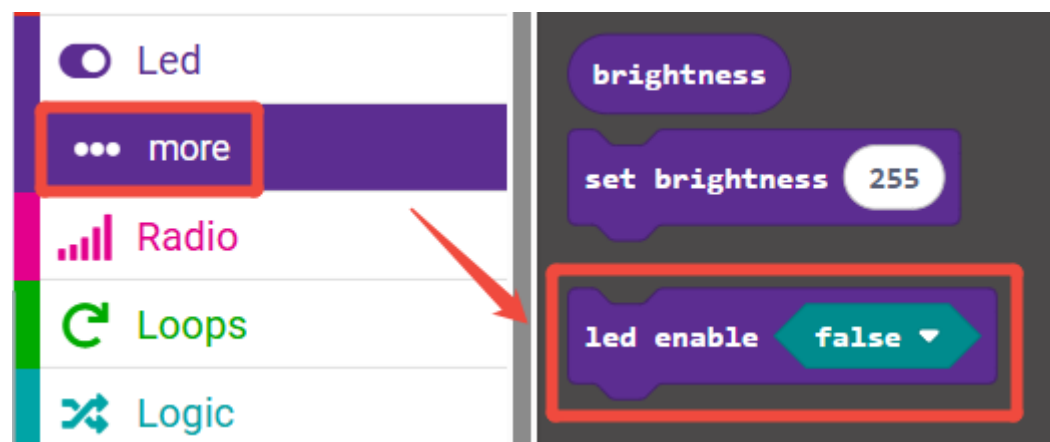 Led
more
Radio
Loops
Logic
brightness
set brightness 255
led enable false